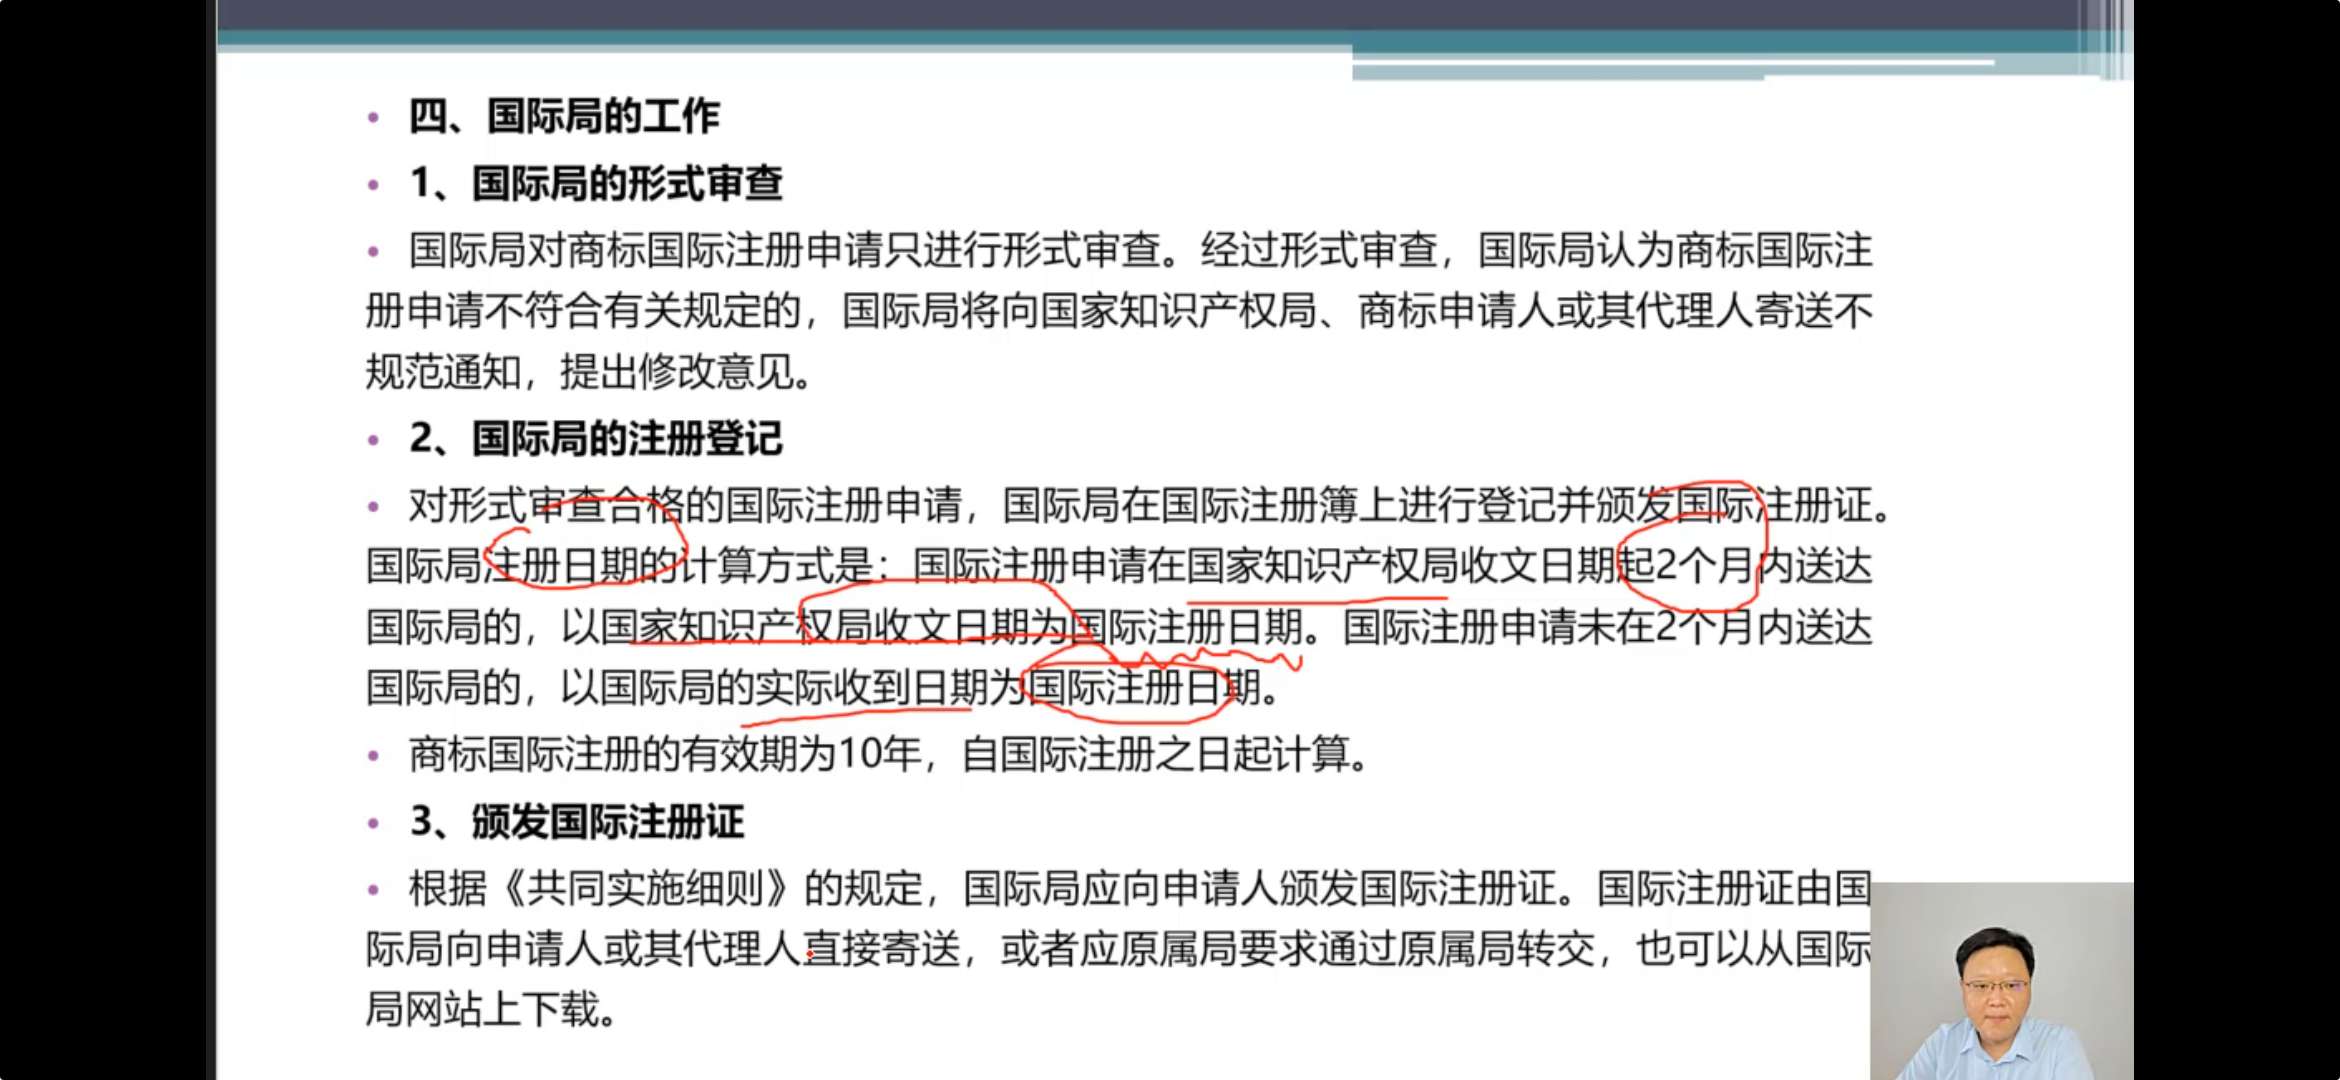 四、国际局的工作
1、国际局的形式审查
国际局对商标国际注册申请只进行形式审查。经过形式审查，国际局认为商标国际注
册申请不符合有关规定的，国际局将向国家知识产权局、商标申请人或其代理人寄送不
规范通知，提出修改意见。
2、国际局的注册登记
对形式审查合格的国际注册申请，国际局在国际注册簿上进行登记并颁发国际注册证。
国际局注册日期的计算方式是：国际注册申请在国家知识产权局收文日期起2个月内送达
国际局的，以国家知识产权局收文日期为国际注册日期。国际注册申请未在2个月内送达
国际局的，以国际局的实际收到日期为国际注册日期。
商标国际注册的有效期为10年，自国际注册之日起计算。
3、颁发国际注册证
根据《共同实施细则》的规定，国际局应向申请人颁发国际注册证。国际注册证由国
际局向申请人或其代理人直接寄送，或者应原属局要求通过原属局转交，也可以从国际
局网站上下载。